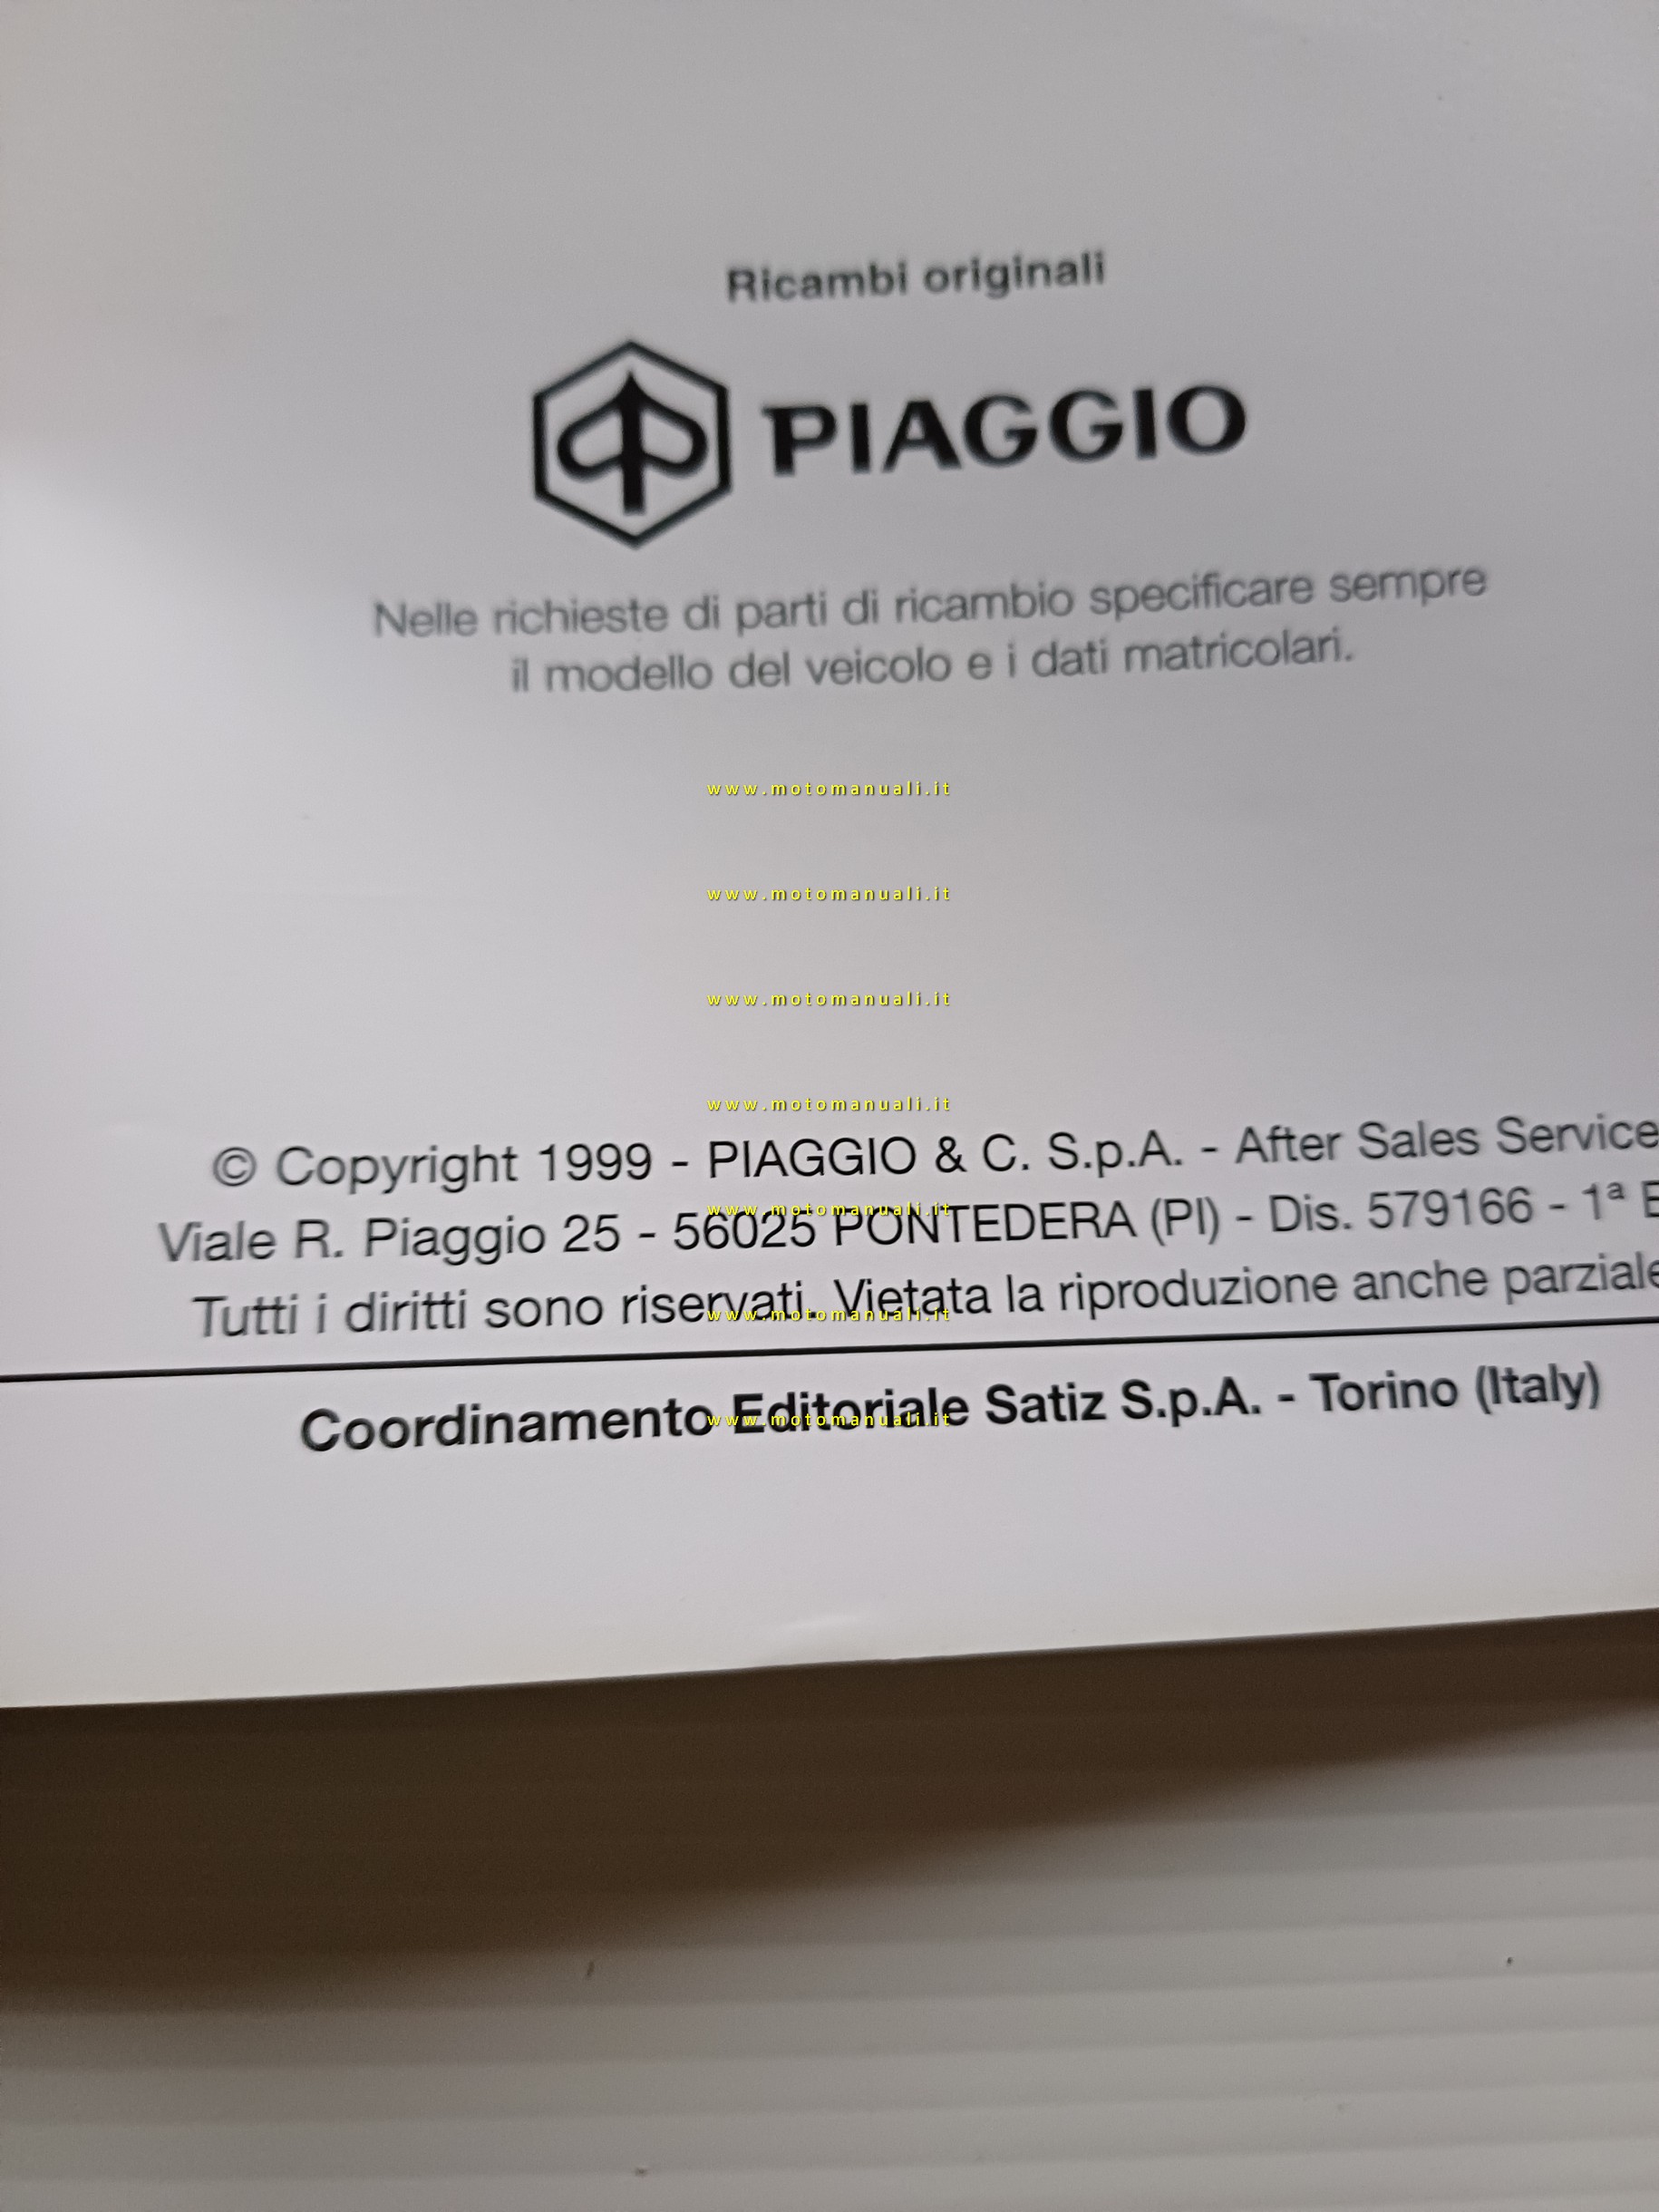 Ricambi originali
PIAGGIO
Nelle richieste di parti di ricambio specificare sempre
il modello del veicolo e i dati matricolari.
www.motomanuali.it
www.motomanuali.it
www.motomanuali.it
www.motomanuali.it
© Copyright 1999 - PIAGGIO & C. S.p.A. - After Sales Service
www.motomanuali.it
Viale R. Piaggio 25 - 56025 PONTEDERA (PI) - Dis. 579166 - 1ª
Tutti i diritti sono riservati. Vietata la riproduzione anche parziale
www.motomanuali.it
Coordinamento Editoriale Satiz S.p.A. - Torino (Italy)
www.motomanuali.it